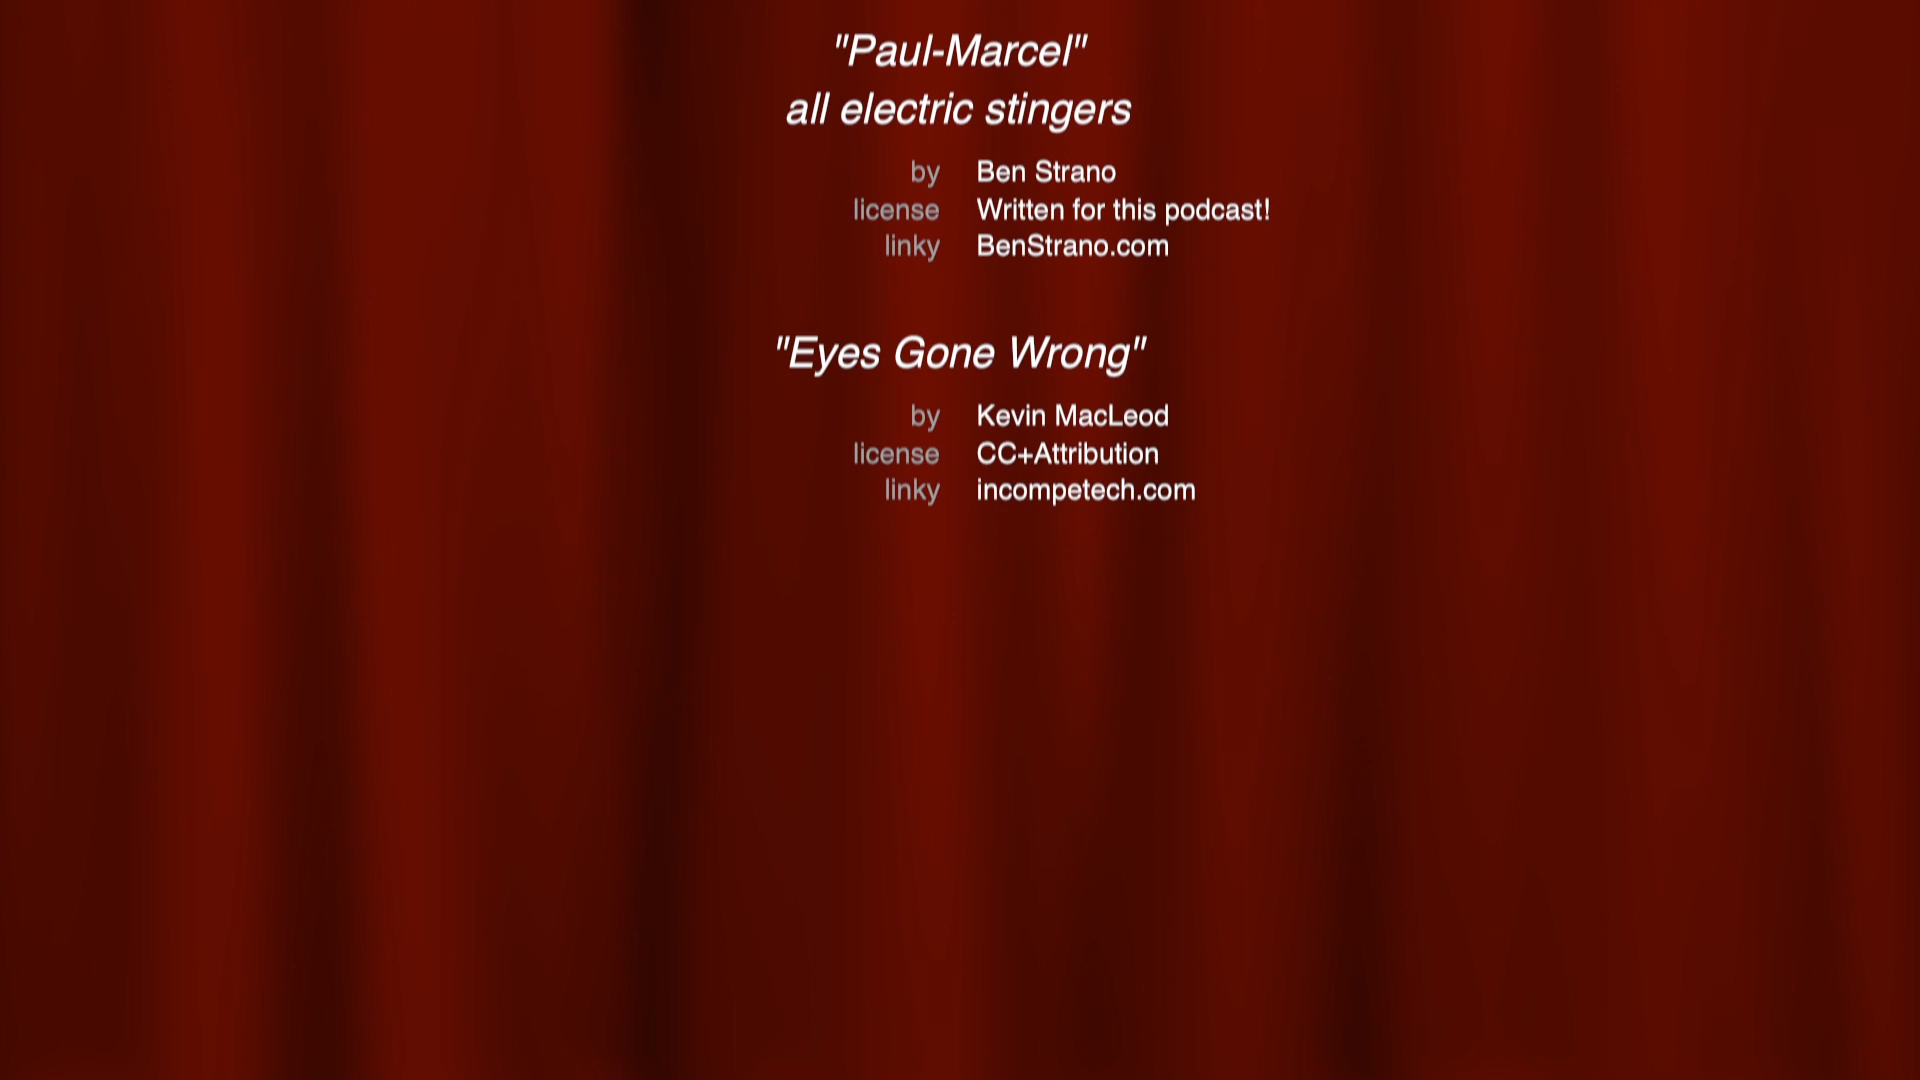 "Paul-Marcel"
all electric stingers
by Ben Strano
license Written for this podcast!
linky BenStrano.com
"Eyes Gone Wrong"
by Kevin MacLeod
license CC+Attribution
linky incompetech.com